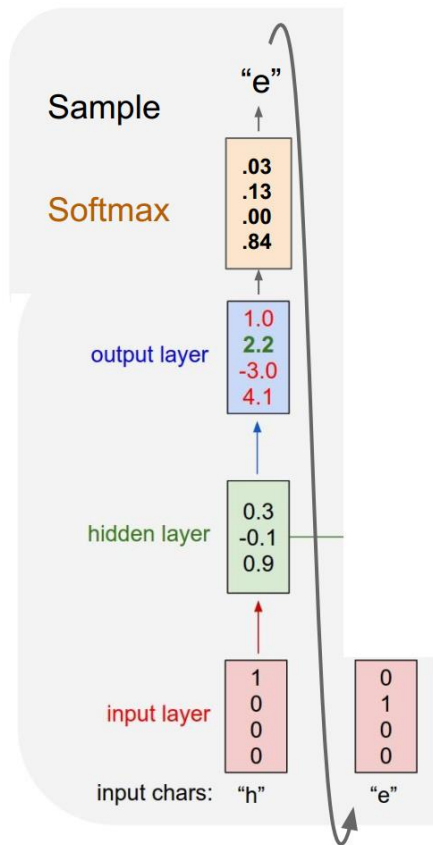 “e”
Sample
.03
.13
.00
.84
Softmax
1.0
2.2
-3.0
4.1
output layer
0.3
-0.1
0.9
hidden layer
1
0
0
0
0
1
0
0
input layer
input chars: “h” “e”